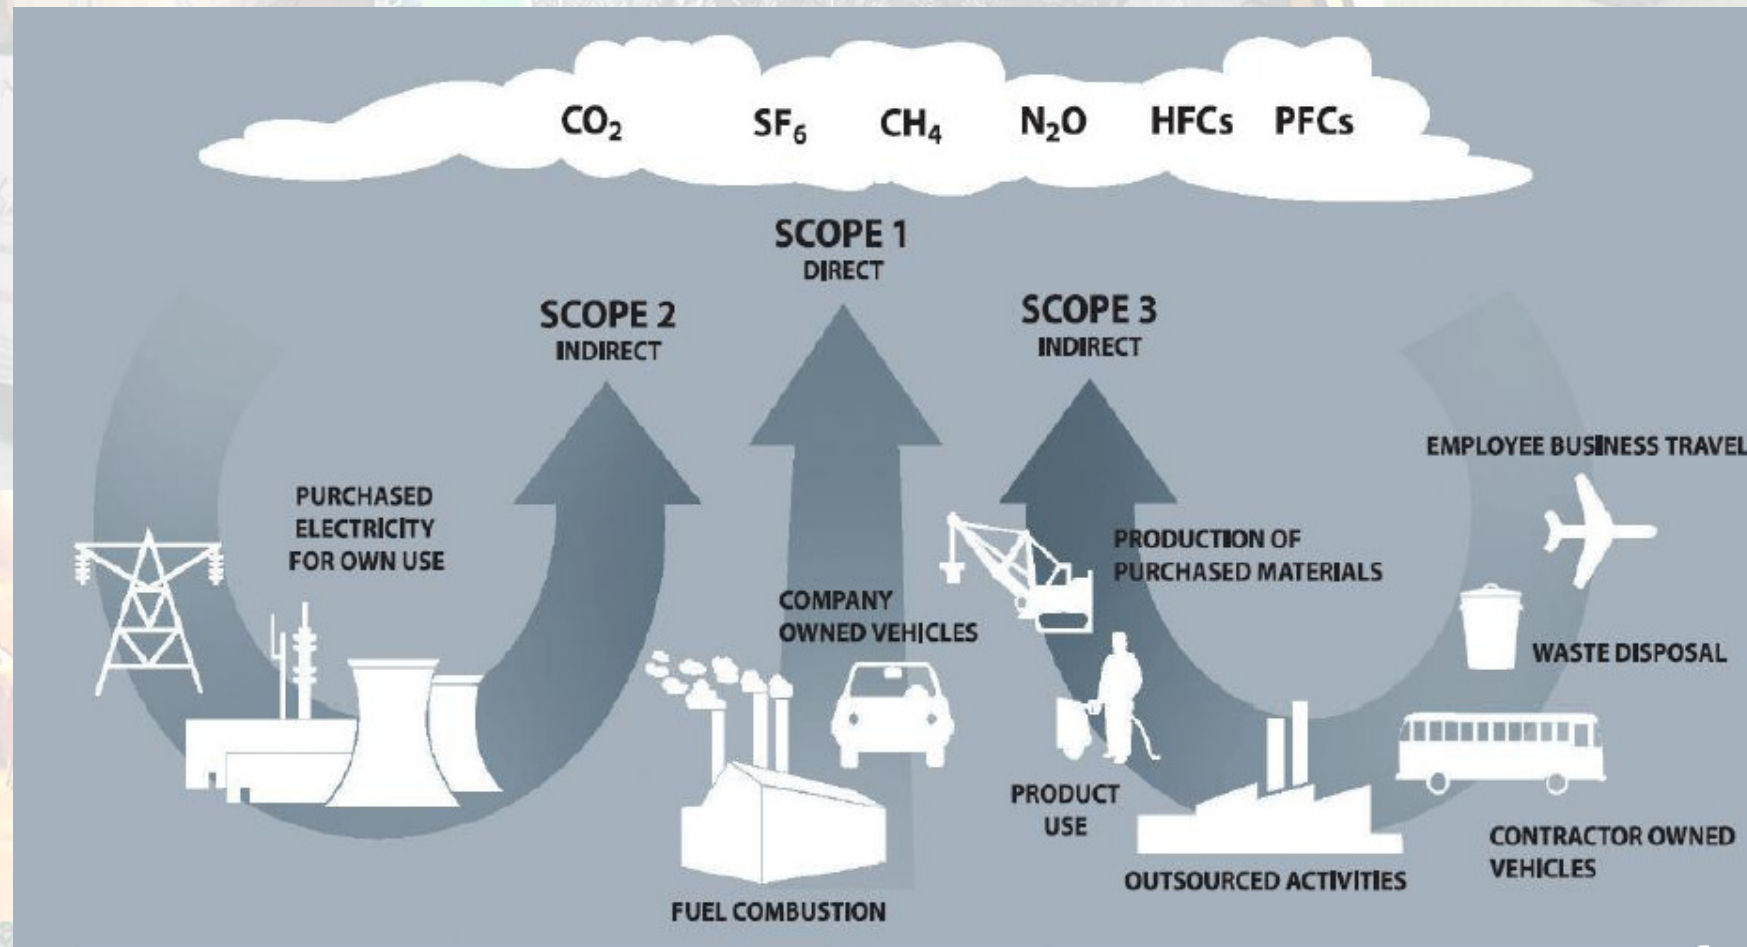 CO₂ SF₆ CH₄ N₂O HFCs PFCs
SCOPE 1
DIRECT
SCOPE 2
INDIRECT
SCOPE 3
INDIRECT
PURCHASED
ELECTRICITY
FOR OWN USE
COMPANY
OWNED VEHICLES
FUEL COMBUSTION
PRODUCTION OF
PURCHASED MATERIALS
PRODUCT
USE
OUTSOURCED ACTIVITIES
EMPLOYEE BUSINESS TRAVEL
WASTE DISPOSAL
CONTRACTOR OWNED
VEHICLES